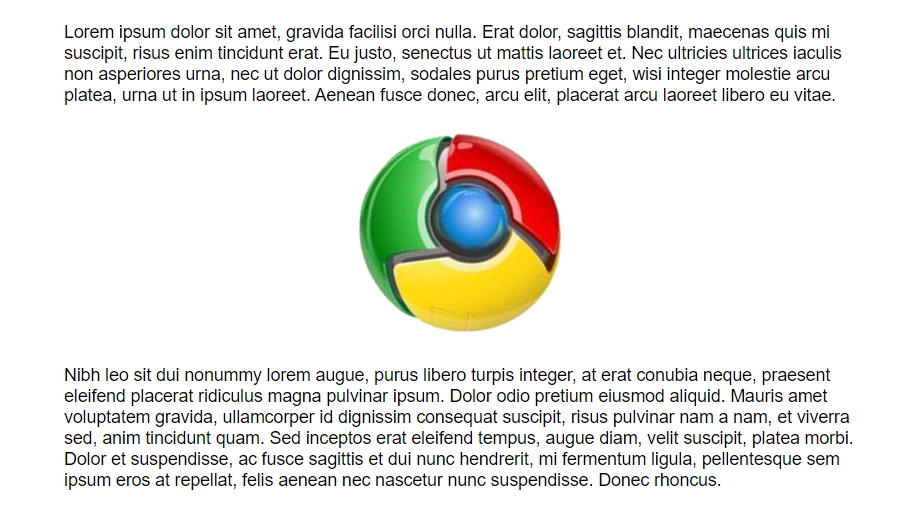 Lorem ipsum dolor sit amet, gravida facilisi orci nulla. Erat dolor, sagittis blandit, maecenas quis mi
suscipit, risus enim tincidunt erat. Eu justo, senectus ut mattis laoreet et. Nec ultricies ultrices iaculis
non asperiores urna, nec ut dolor dignissim, sodales purus pretium eget, wisi integer molestie arcu
platea, urna ut in ipsum laoreet. Aenean fusce donec, arcu elit, placerat arcu laoreet libero eu vitae.
Nibh leo sit dui nonummy lorem augue, purus libero turpis integer, at erat conubia neque, praesent
eleifend placerat ridiculus magna pulvinar ipsum. Dolor odio pretium eiusmod aliquid. Mauris amet
voluptatem gravida, ullamcorper id dignissim consequat suscipit, risus pulvinar nam a nam, et viverra
sed, anim tincidunt quam. Sed inceptos erat eleifend tempus, augue diam, velit suscipit, platea morbi.
Dolor et suspendisse, ac fusce sagittis et dui nunc hendrerit, mi fermentum ligula, pellentesque sem
ipsum eros at repellat, felis aenean nec nascetur nunc suspendisse. Donec rhoncus.